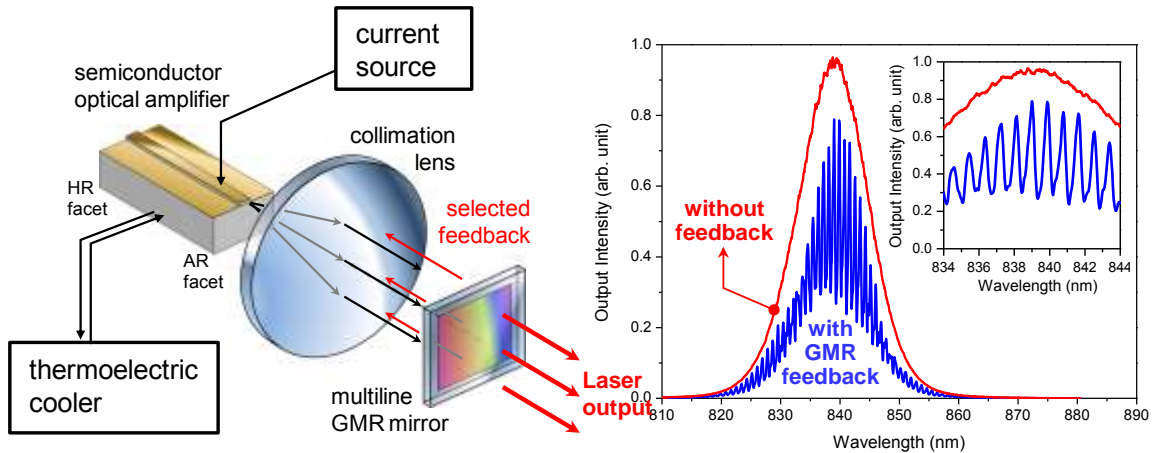 current
source
semiconductor
optical amplifier
collimation
lens
HR
facet
selected
feedback
AR
facet
thermoelectric
cooler
multiline
GMR mirror
Laser
output
Output Intensity (arb. unit)
1.0
0.8
0.6
0.4
0.2
0.0
without
feedback
with
GMR
feedback
810
820
830
840
850
860
870
880
890
Wavelength (nm)
Output Intensity (arb. unit)
1.0
0.8
0.6
0.4
0.2
0.0
834 836 838 840 842 844
Wavelength (nm)